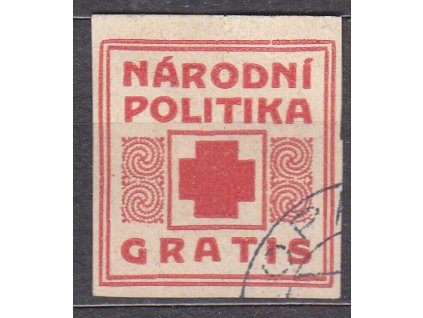 NÁRODNÍ
POLITIKA
GRATIS